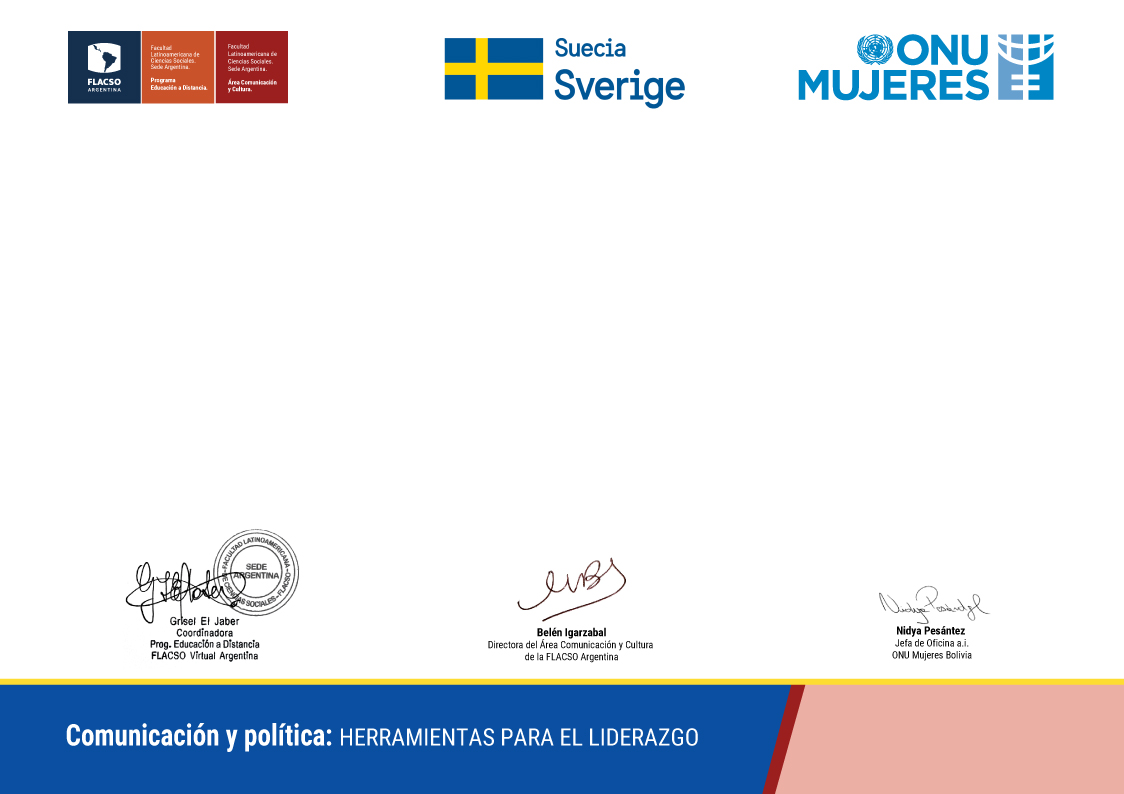 FLACSO
ARGENTINA
Facultad
Latinoamericana de
Ciencias Sociales.
Sede Argentina.
Programa
Educación a Distancia.
Facultad
Latinoamericana de
Ciencias Sociales.
Sede Argentina.
Área Comunicación
y Cultura.
Suecia
Sverige
ONU
MUJERES
FACULTAD LATINOAMERICANA
DE CIENCIAS SOCIALES - FLACSO -
SEDE
ARGENTINA
Grisel El Jaber
Coordinadora
Prog. Educación a Distancia
FLACSO Virtual Argentina
Belén Igarzabal
Directora del Área Comunicación y Cultura
de la FLACSO Argentina
Nidya Pesántez
Jefa de Oficina a.i.
ONU Mujeres Bolivia
Comunicación y política: HERRAMIENTAS PARA EL LIDERAZGO